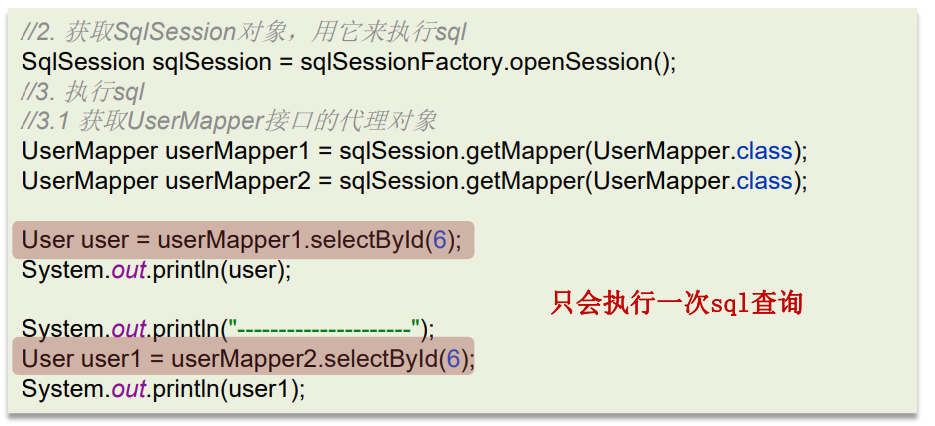 //2. 获取SqlSession对象，用它来执行sql
SqlSession sqlSession = sqlSessionFactory.openSession();
//3. 执行sql
//3.1 获取UserMapper接口的代理对象
UserMapper userMapper1 = sqlSession.getMapper(UserMapper.class);
UserMapper userMapper2 = sqlSession.getMapper(UserMapper.class);
User user = userMapper1.selectById(6);
System.out.println(user);
只会执行一次sql查询
System.out.println("---------------------");
User user1 = userMapper2.selectById(6);
System.out.println(user1);